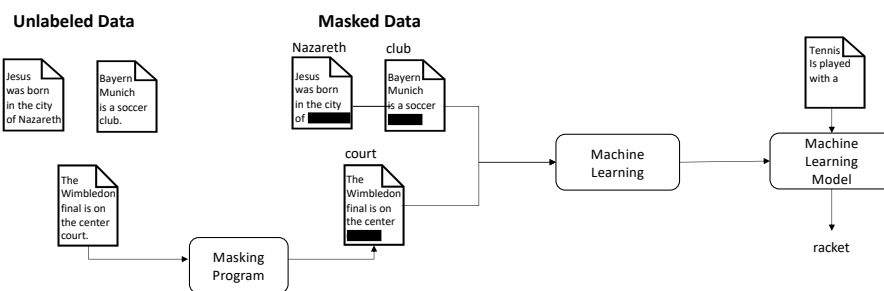 Unlabeled Data
Masked Data
Jesus
was born
in the city
of Nazareth
Bayern
Munich
is a soccer
club.
The
Wimbledon
final is on
the center
court.
Masking
Program
Nazareth
Jesus
was born
in the city
of
club
Bayern
Munich
is a soccer
court
The
Wimbledon
final is on
the center
Machine
Learning
Tennis
Is played
with a
Machine
Learning
Model
racket